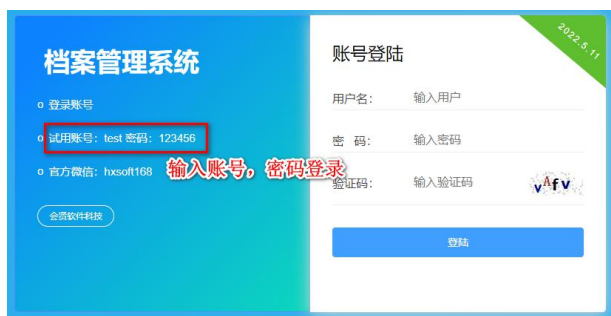 档案管理系统
o 登录账号
o 试用账号：test 密码：123456
o 官方微信：hxsoft168
会贤软件科技
输入账号，密码登录
2022.5.11
账号登陆
用户名： 输入用户
密 码： 输入密码
验证码： 输入验证码 vAfv
登陆